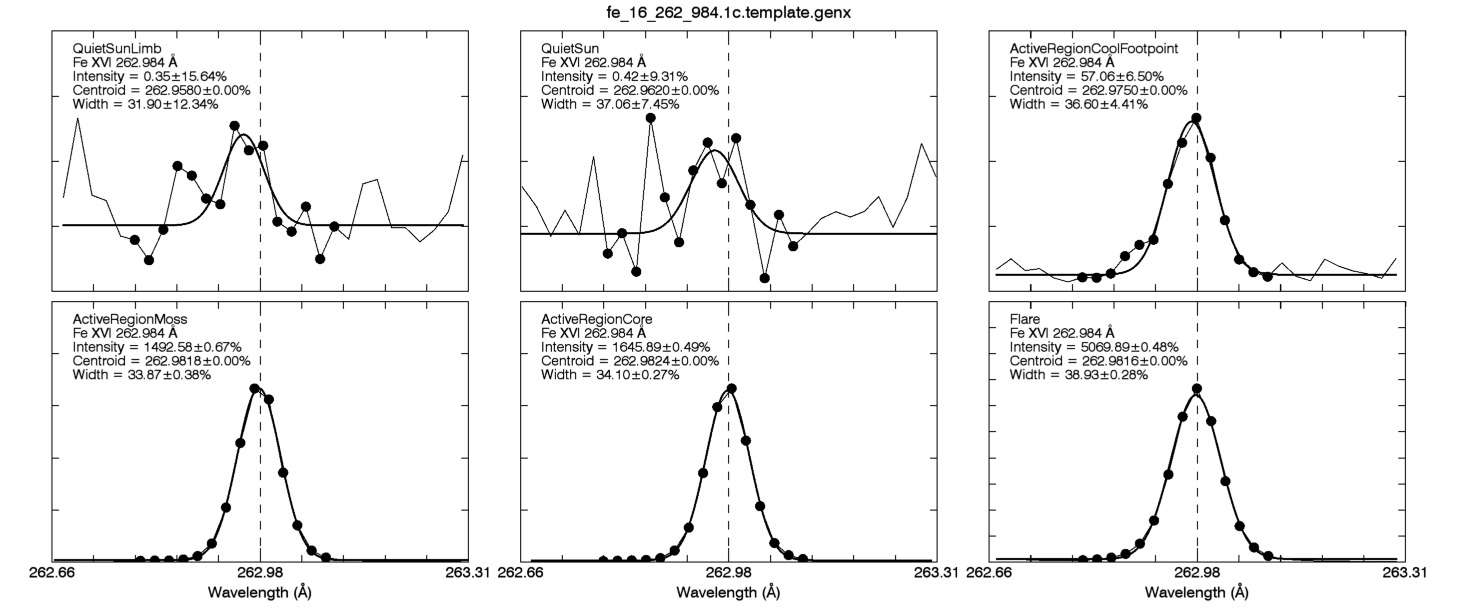 fe_16_262_984.1c.template.genx
QuietSunLimb
Fe XVI 262.984 Å
Intensity = 0.35±15.64%
Centroid = 262.9580±0.00%
Width = 31.90±12.34%
QuietSun
Fe XVI 262.984 Å
Intensity = 0.42±9.31%
Centroid = 262.9620±0.00%
Width = 37.06±7.45%
ActiveRegionCoolFootpoint
Fe XVI 262.984 Å
Intensity = 57.06±6.50%
Centroid = 262.9750±0.00%
Width = 36.60±4.41%
ActiveRegionMoss
Fe XVI 262.984 Å
Intensity = 1492.58±0.67%
Centroid = 262.9818±0.00%
Width = 33.87±0.38%
ActiveRegionCore
Fe XVI 262.984 Å
Intensity = 1645.89±0.49%
Centroid = 262.9824±0.00%
Width = 34.10±0.27%
Flare
Fe XVI 262.984 Å
Intensity = 5069.89±0.48%
Centroid = 262.9816±0.00%
Width = 38.93±0.28%
262.66 262.98 263.31 262.66 262.98 263.31 262.66 262.98 263.31
Wavelength (Å) Wavelength (Å) Wavelength (Å)